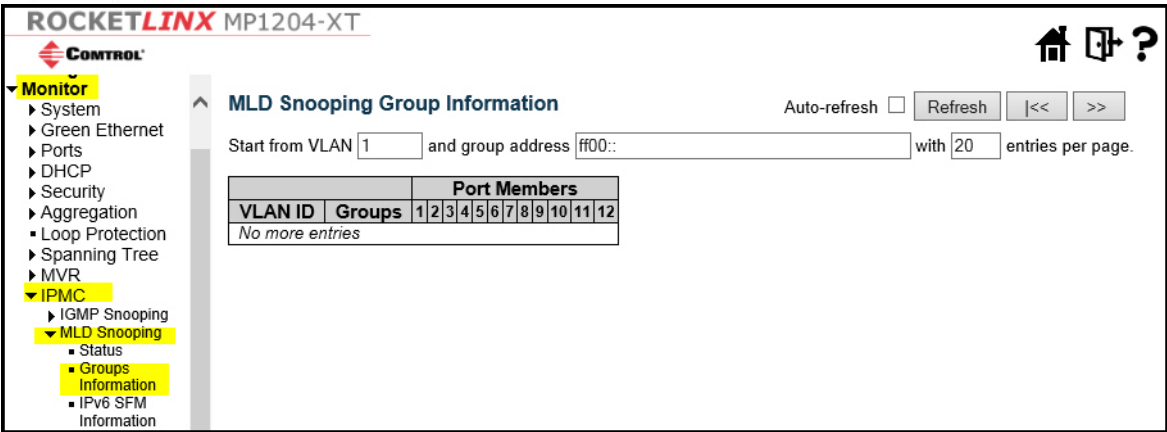 ROCKETLINX MP1204-XT
COMTROL
Monitor
System
Green Ethernet
Ports
DHCP
Security
Aggregation
Loop Protection
Spanning Tree
MVR
IPMC
IGMP Snooping
MLD Snooping
Status
Groups
Information
IPv6 SFM
Information
MLD Snooping Group Information
Auto-refresh Refresh |<< >>
Start from VLAN 1 and group address ff00:: with 20 entries per page.
Port Members
VLAN ID Groups 1 2 3 4 5 6 7 8 9 10 11 12
No more entries